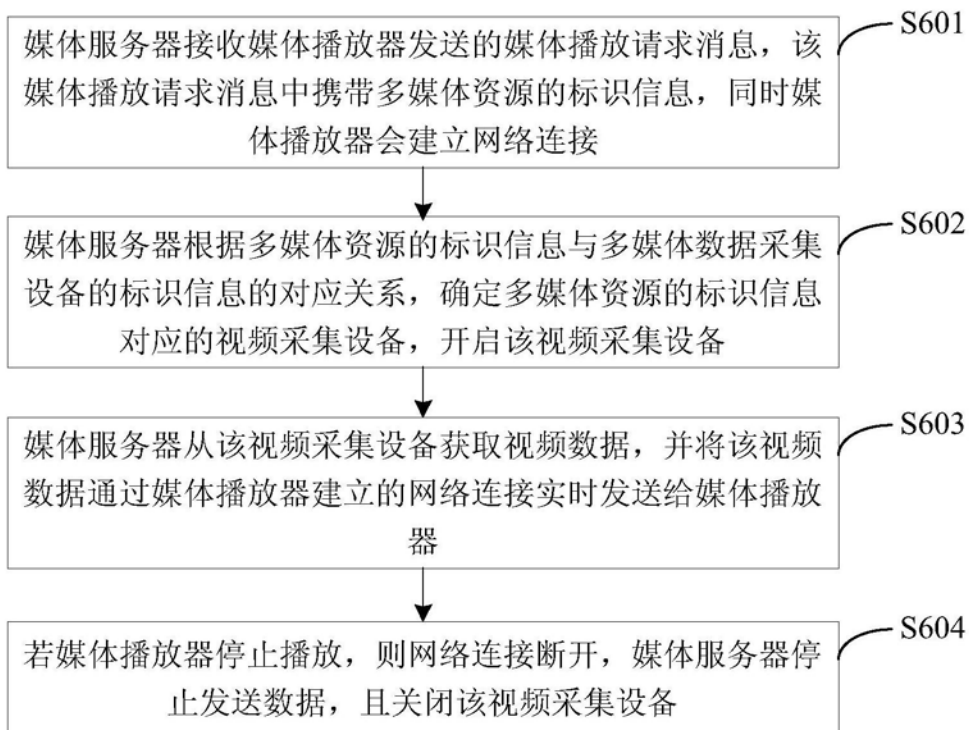 S601
媒体服务器接收媒体播放器发送的媒体播放请求消息，该
媒体播放请求消息中携带多媒体资源的标识信息，同时媒
体播放器会建立网络连接
S602
媒体服务器根据多媒体资源的标识信息与多媒体数据采集
设备的标识信息的对应关系，确定多媒体资源的标识信息
对应的视频采集设备，开启该视频采集设备
S603
媒体服务器从该视频采集设备获取视频数据，并将该视频
数据通过媒体播放器建立的网络连接实时发送给媒体播放
器
S604
若媒体播放器停止播放，则网络连接断开，媒体服务器停
止发送数据，且关闭该视频采集设备